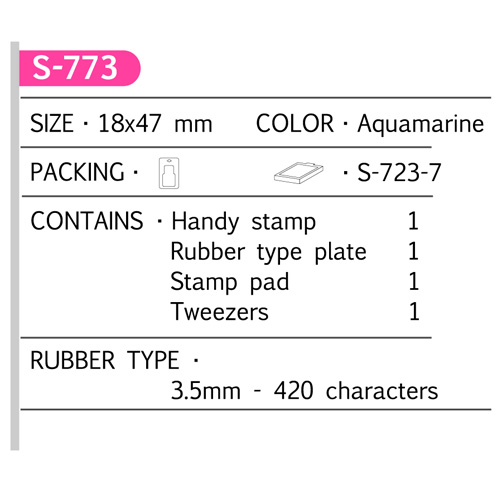 S-773
SIZE · 18x47 mm COLOR · Aquamarine
PACKING · · S-723-7
CONTAINS · Handy stamp 1
Rubber type plate 1
Stamp pad 1
Tweezers 1
RUBBER TYPE ·
3.5mm - 420 characters